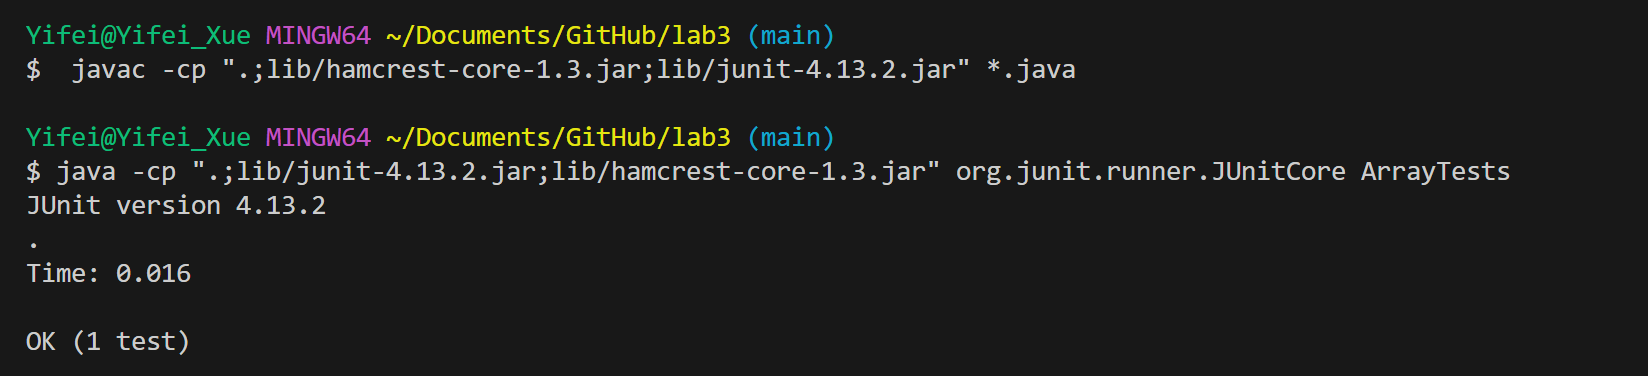 Yifei@Yifei_Xue MINGW64 ~/Documents/GitHub/lab3 (main)
$  javac -cp ".;lib/hamcrest-core-1.3.jar;lib/junit-4.13.2.jar" *.java
Yifei@Yifei_Xue MINGW64 ~/Documents/GitHub/lab3 (main)
$ java -cp ".;lib/junit-4.13.2.jar;lib/hamcrest-core-1.3.jar" org.junit.runner.JUnitCore ArrayTests
JUnit version 4.13.2
.
Time: 0.016
OK (1 test)